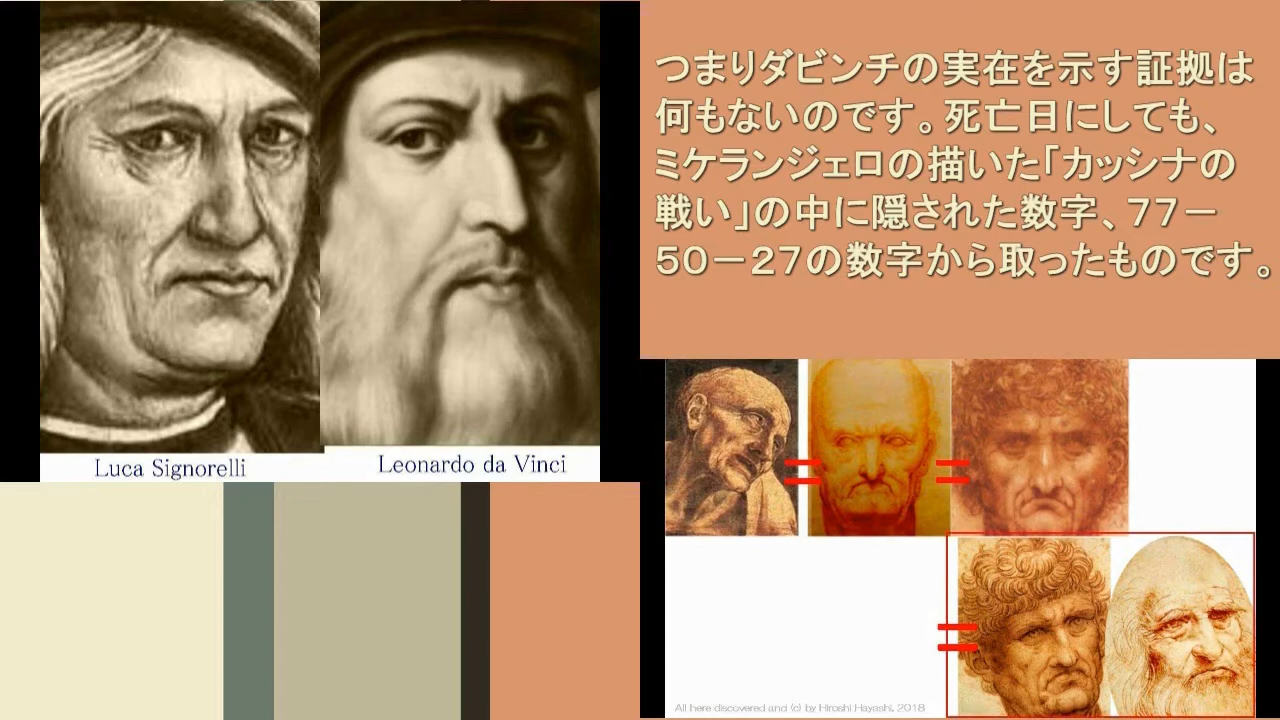 つまりダビンチの実在を示す証拠は
何もないのです。死亡日にしても、
ミケランジェロの描いた「カッシナの
戦い」の中に隠された数字、77－
50－27の数字から取ったものです。
Luca Signorelli
Leonardo da Vinci
All here discovered and (c) by Hiroshi Hayashi, 2018